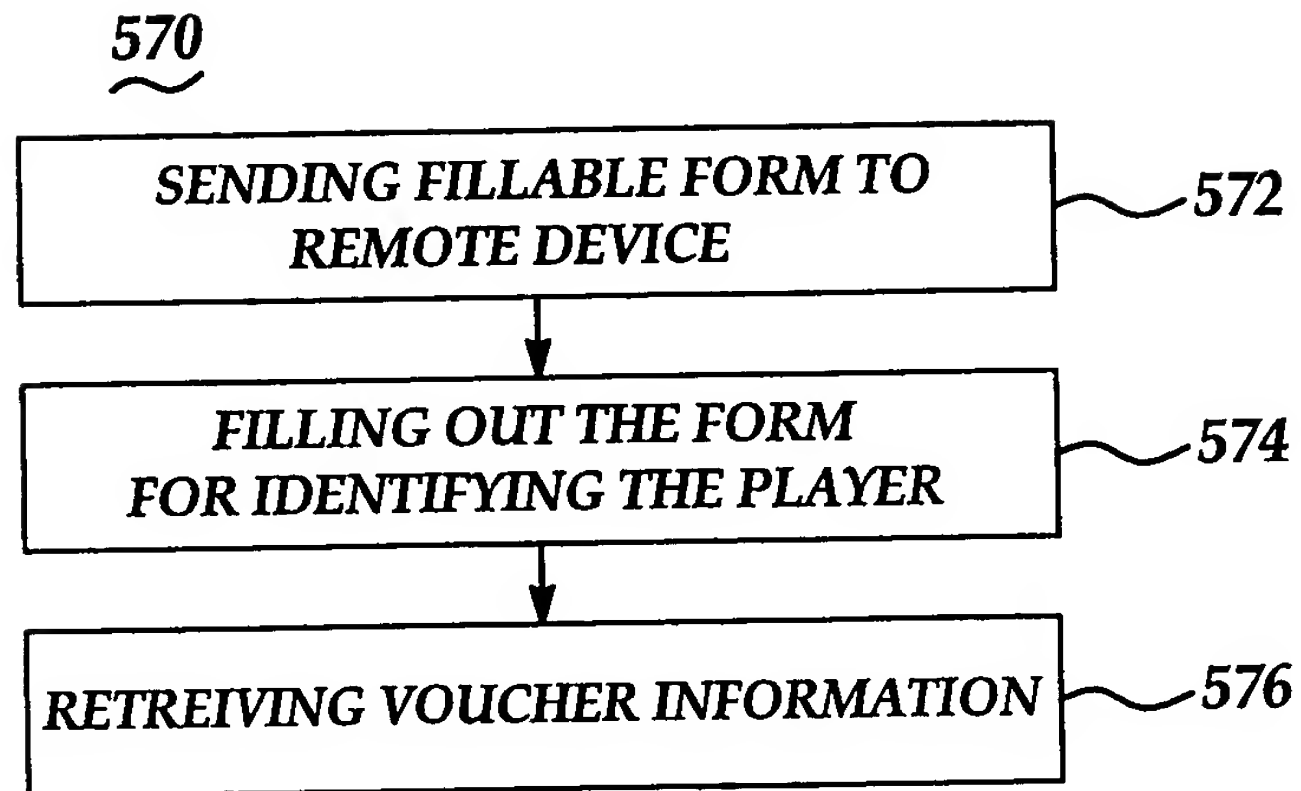 570
SENDING FILLABLE FORM TO
REMOTE DEVICE
572
FILLING OUT THE FORM
FOR IDENTIFYING THE PLAYER
574
RETREIVING VOUCHER INFORMATION
576